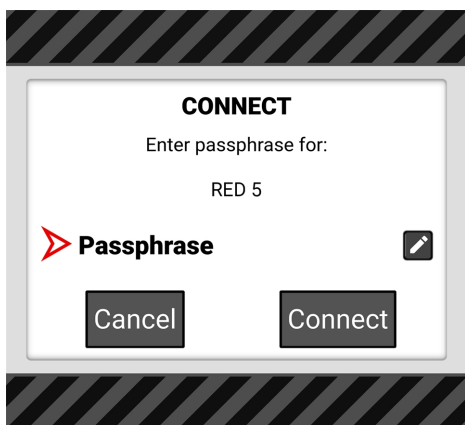 CONNECT
Enter passphrase for:
RED 5
Passphrase
Cancel Connect